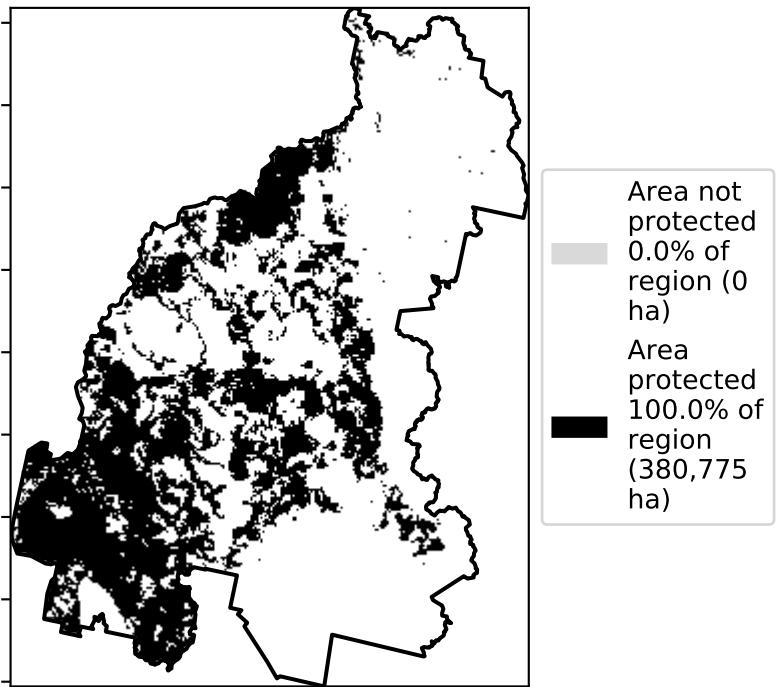 Area not
protected
0.0% of
region (0
ha)
Area
protected
100.0% of
region
(380,775
ha)